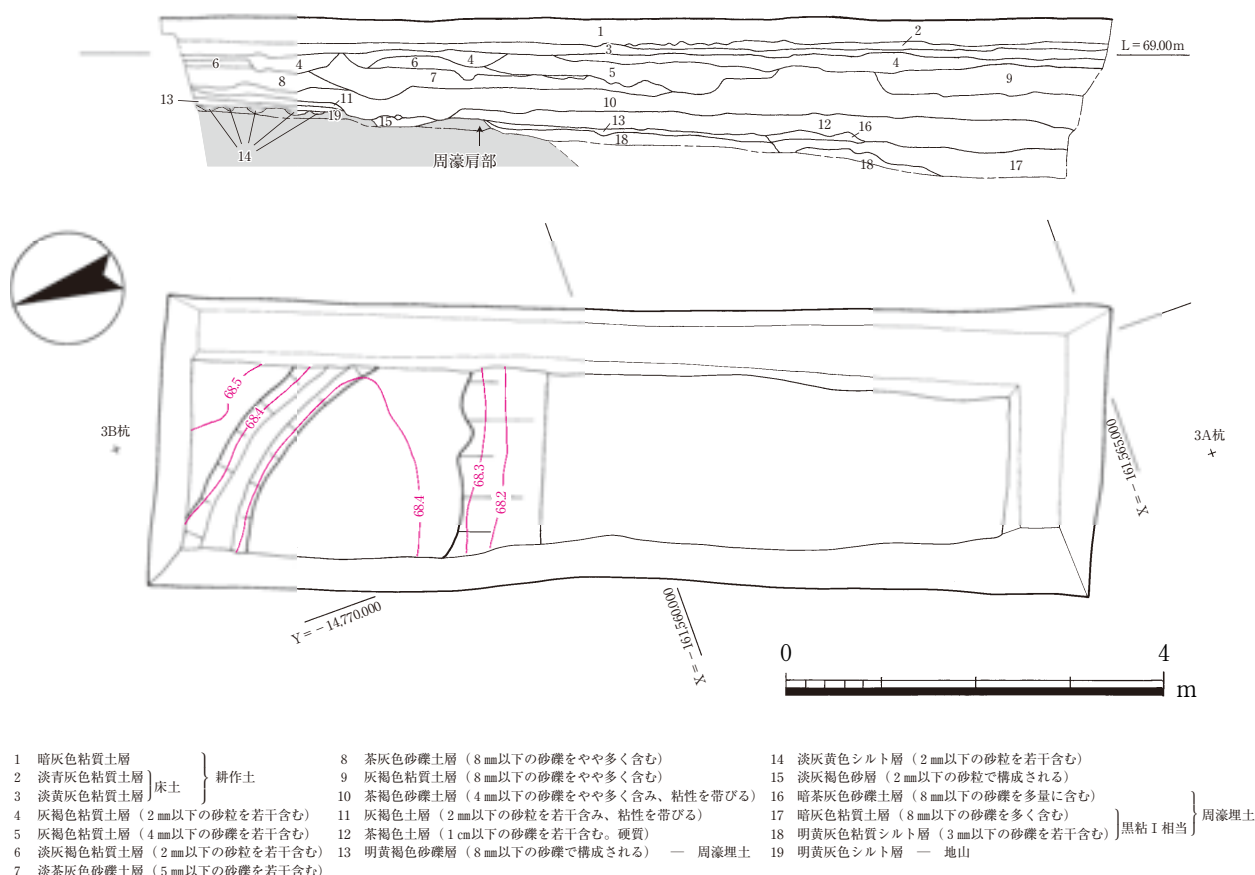 1
2
3
L＝69.00m
6
4
6
4
5
4
7
8
9
13
11
10
19
15
13
12
16
18
18
17
14
周濠肩部
68.5
68.4
68.4
68.3
68.2
3B杭
3A杭
X＝－161,565.000
Y＝－14,770.000
X＝－161,560.000
0 4
m
1 暗灰色粘質土層
2 淡青灰色粘質土層
3 淡黄灰色粘質土層
床土
耕作土
4 灰褐色粘質土層（2㎜以下の砂粒を若干含む）
5 灰褐色粘質土層（4㎜以下の砂礫を若干含む）
6 淡灰褐色粘質土層（2㎜以下の砂粒を若干含む）
7 淡茶灰色砂礫土層（5㎜以下の砂礫を若干含む）
8 茶灰色砂礫土層（8㎜以下の砂礫をやや多く含む）
9 灰褐色粘質土層（8㎜以下の砂礫を多く含む）
10 茶褐色砂礫土層（4㎜以下の砂礫をやや多く含み、粘性を帯びる）
11 灰褐色土層（2㎜以下の砂粒を若干含み、粘性を帯びる）
12 茶褐色土層（1㎝以下の砂礫を若干含む。硬質）
13 明黄褐色砂礫層（8㎜以下の砂礫で構成される） ― 周濠埋土
14 淡灰黄色シルト層（2㎜以下の砂粒を若干含む）
15 淡灰褐色砂層（2㎜以下の砂粒で構成される）
16 暗茶灰色砂礫土層（8㎜以下の砂礫を多量に含む）
17 暗灰色粘質土層（8㎜以下の砂礫を多く含む）
18 明黄灰色粘質シルト層（3㎜以下の砂礫を若干含む）
黒粘Ⅰ相当
周濠埋土
19 明黄灰色シルト層 ― 地山